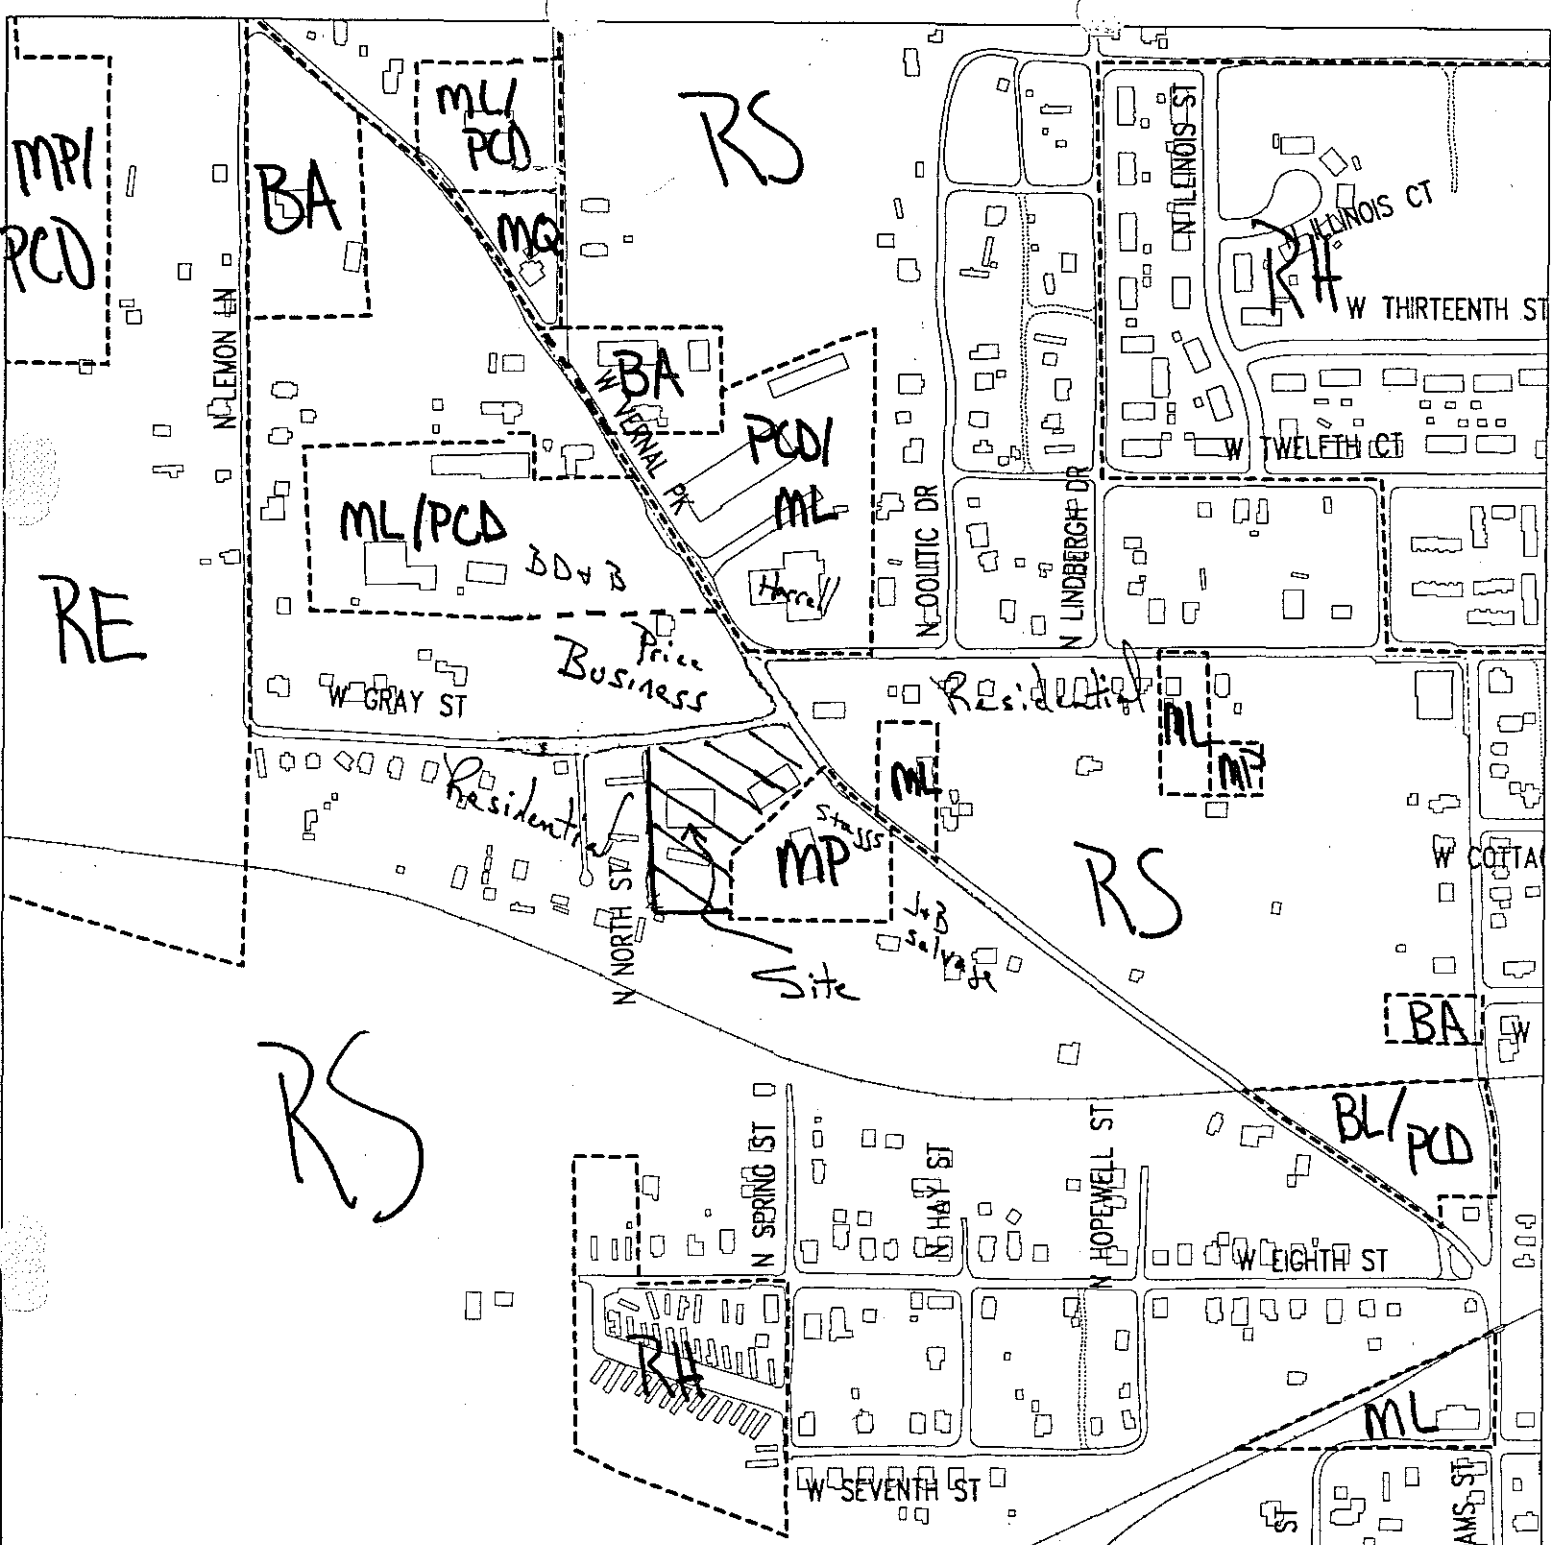 MP/
PCD
BA
ML/
PCD
MQ
RS
N ILLINOIS ST
N ILLINOIS CT
RH
W THIRTEENTH ST
N LEMON LN
BA
W VERNAL PK
PCD/
ML
W TWELFTH CT
ML/PCD
BD+B
Harrell
N OOLITIC DR
N LINDBERGH DR
RE
Price
Business
W GRAY ST
Residential
ML
MP
ML
Residential
Stasss
MP
RS
W COTTAG
N NORTH ST
J+B
Salvage
Site
BA
W
RS
BL/
PCD
N SPRING ST
N HAY ST
N HOPEWELL ST
W EIGHTH ST
RH
ML
W SEVENTH ST
ST
AMS ST